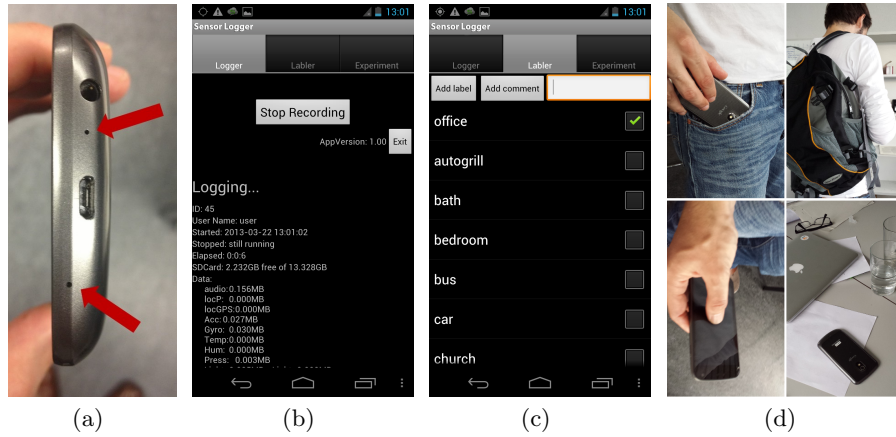 13:01
Sensor Logger
Logger Labler Experiment
Stop Recording
AppVersion: 1.00 Exit
Logging...
ID: 45
User Name: user
Started: 2013-03-22 13:01:02
Stopped: still running
Elapsed: 0:0:6
SDCard: 2.232GB free of 13.328GB
Data:
audio:0.156MB
locP: 0.000MB
locGPS:0.000MB
Acc: 0.027MB
Gyro: 0.030MB
Temp:0.000MB
Hum: 0.000MB
Press: 0.003MB
13:01
Sensor Logger
Logger Labler Experiment
Add label Add comment
office
autogrill
bath
bedroom
bus
car
church
(a) (b) (c) (d)